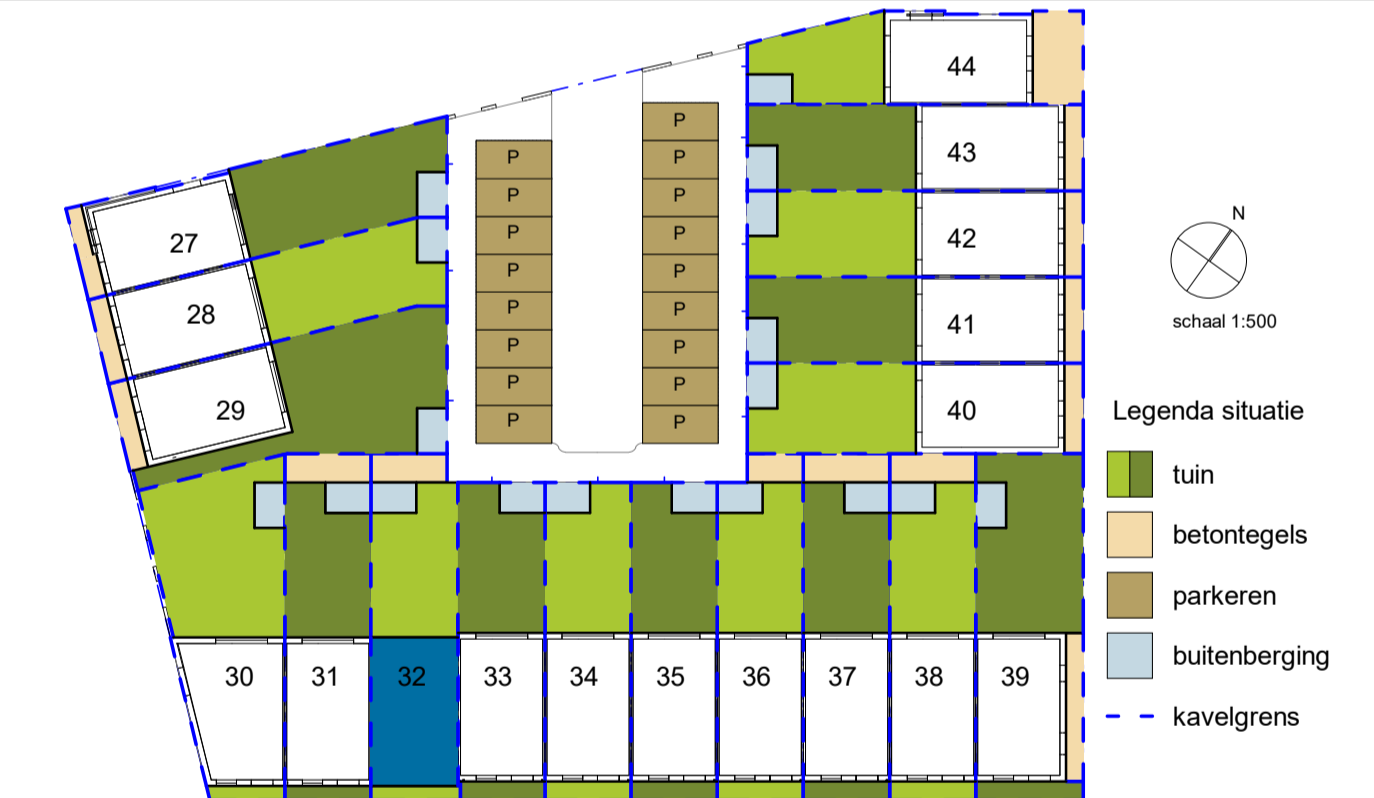 44
P
43
P P
P P
N
27
42
P P
P P
28
41
schaal 1:500
P P
P P
29
40
Legenda situatie
P P
P P
tuin
betontegels
parkeren
buitenberging
30 31 32 33 34 35 36 37 38 39
kavelgrens